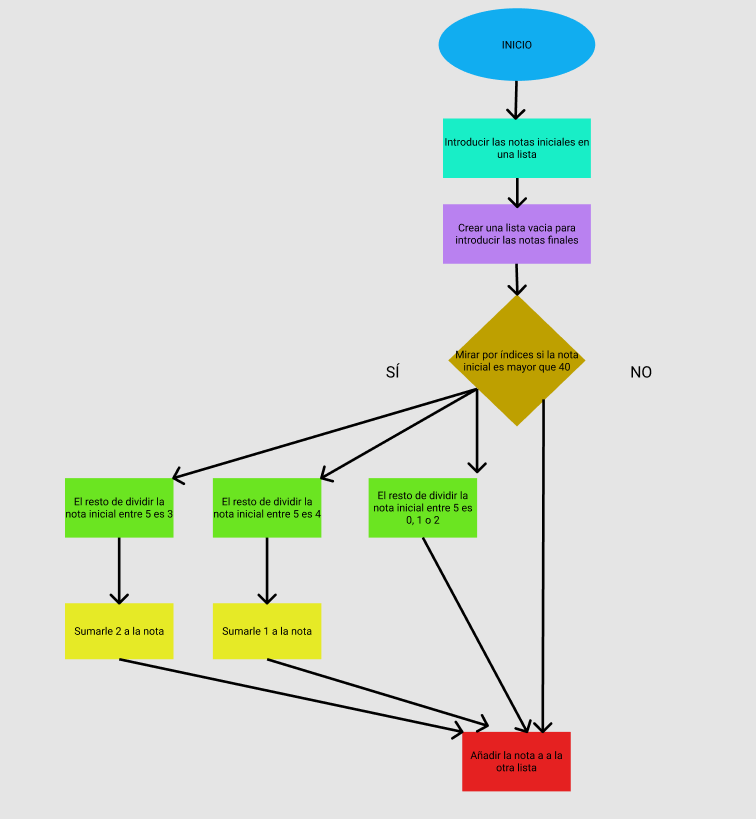 INICIO
Introducir las notas iniciales en
una lista
Crear una lista vacia para
introducir las notas finales
Mirar por índices si la nota
inicial es mayor que 40
SÍ
NO
El resto de dividir la
nota inicial entre 5 es 3
El resto de dividir la
nota inicial entre 5 es 4
El resto de dividir la
nota inicial entre 5 es
0, 1 o 2
Sumarle 2 a la nota
Sumarle 1 a la nota
Añadir la nota a a la
otra lista